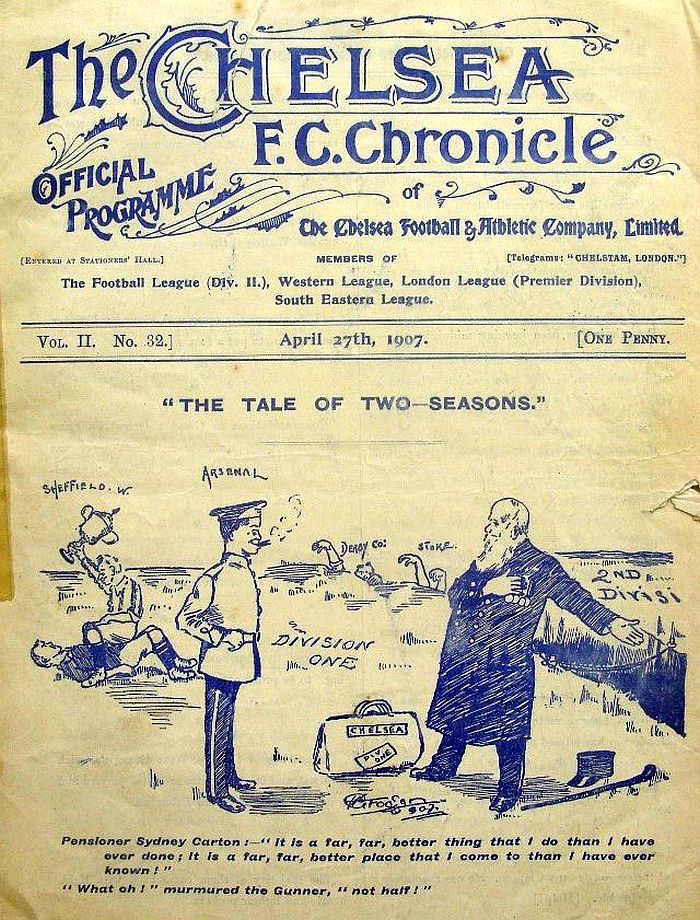 The CHELSEA
F.C. Chronicle
OFFICIAL
PROGRAMME
of
The Chelsea Football & Athletic Company, Limited.
[ENTERED AT STATIONERS' HALL.] MEMBERS OF [Telegrams: "CHELSTAM, LONDON."]
The Football League (Div. II.), Western League, London League (Premier Division),
South Eastern League.
VOL. II. No. 32.] April 27th, 1907. [ONE PENNY.
"THE TALE OF TWO—SEASONS."
ARSENAL
SHEFFIELD. W.
DERBY CO:
STOKE.
2ND
DIVISI
DIVISION
ONE
CHELSEA
DIV
ONE
Pensioner Sydney Carton:—"It is a far, far, better thing that I do than I have
ever done; it is a far, far, better place that I come to than I have ever
known!"
"What oh!" murmured the Gunner, "not half!"